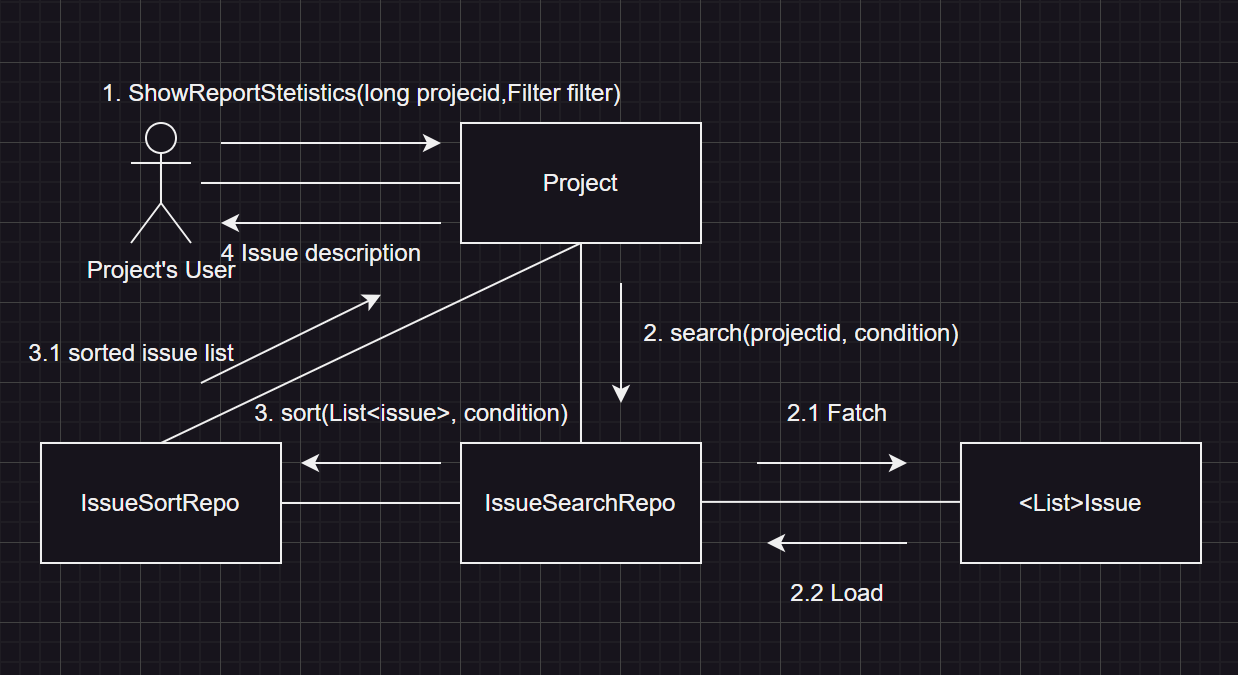 1. ShowReportStetistics(long projecid,Filter filter)
Project
4 Issue description
Project's User
2. search(projectid, condition)
3.1 sorted issue list
3. sort(List<issue>, condition)
2.1 Fatch
IssueSortRepo
IssueSearchRepo
<List>Issue
2.2 Load